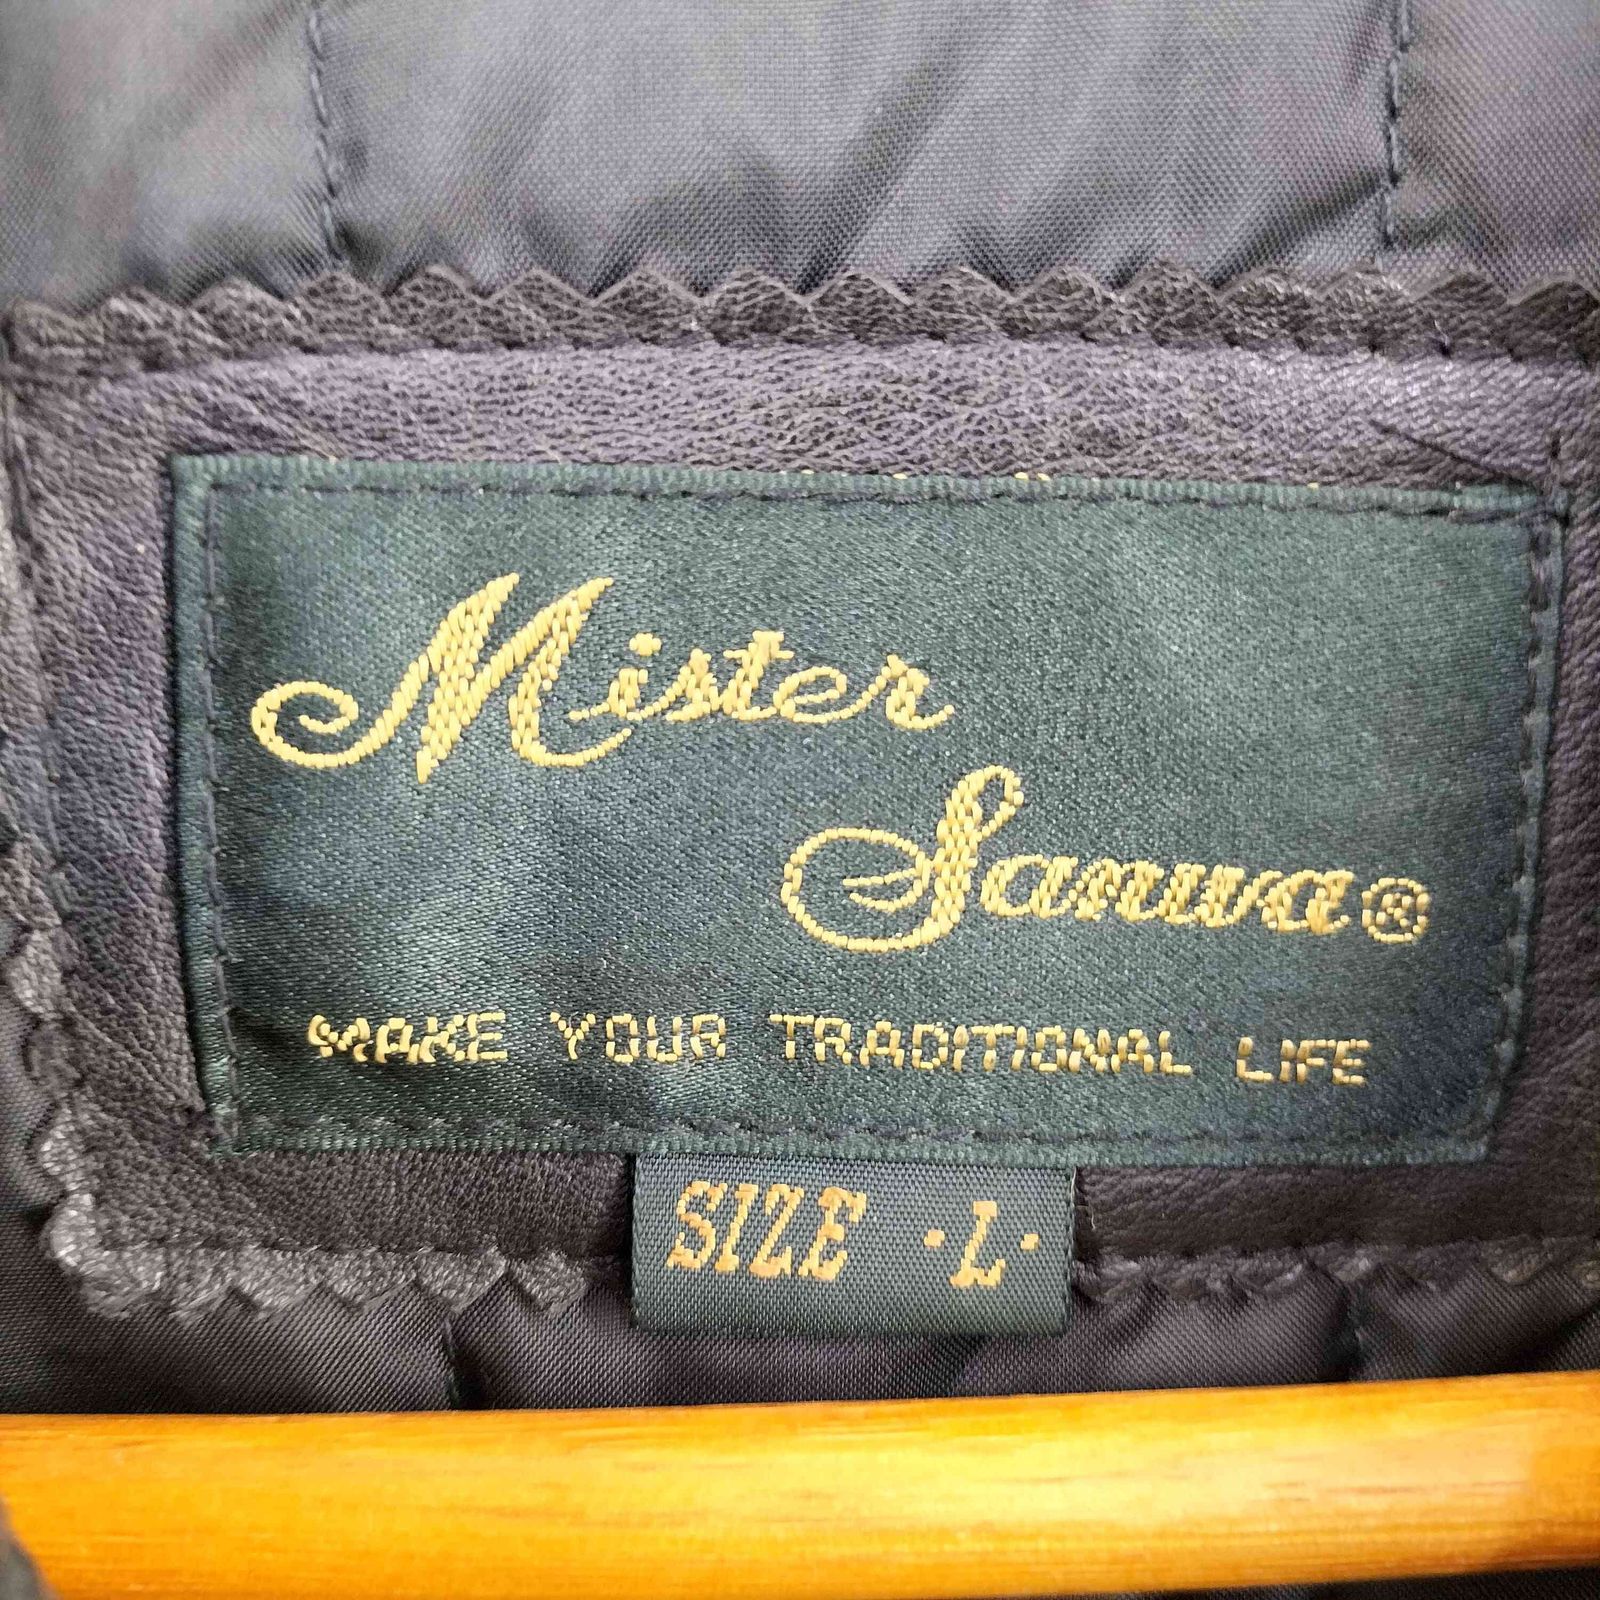 Mister
Sanwa®
MAKE YOUR TRADITIONAL LIFE
SIZE ·L·